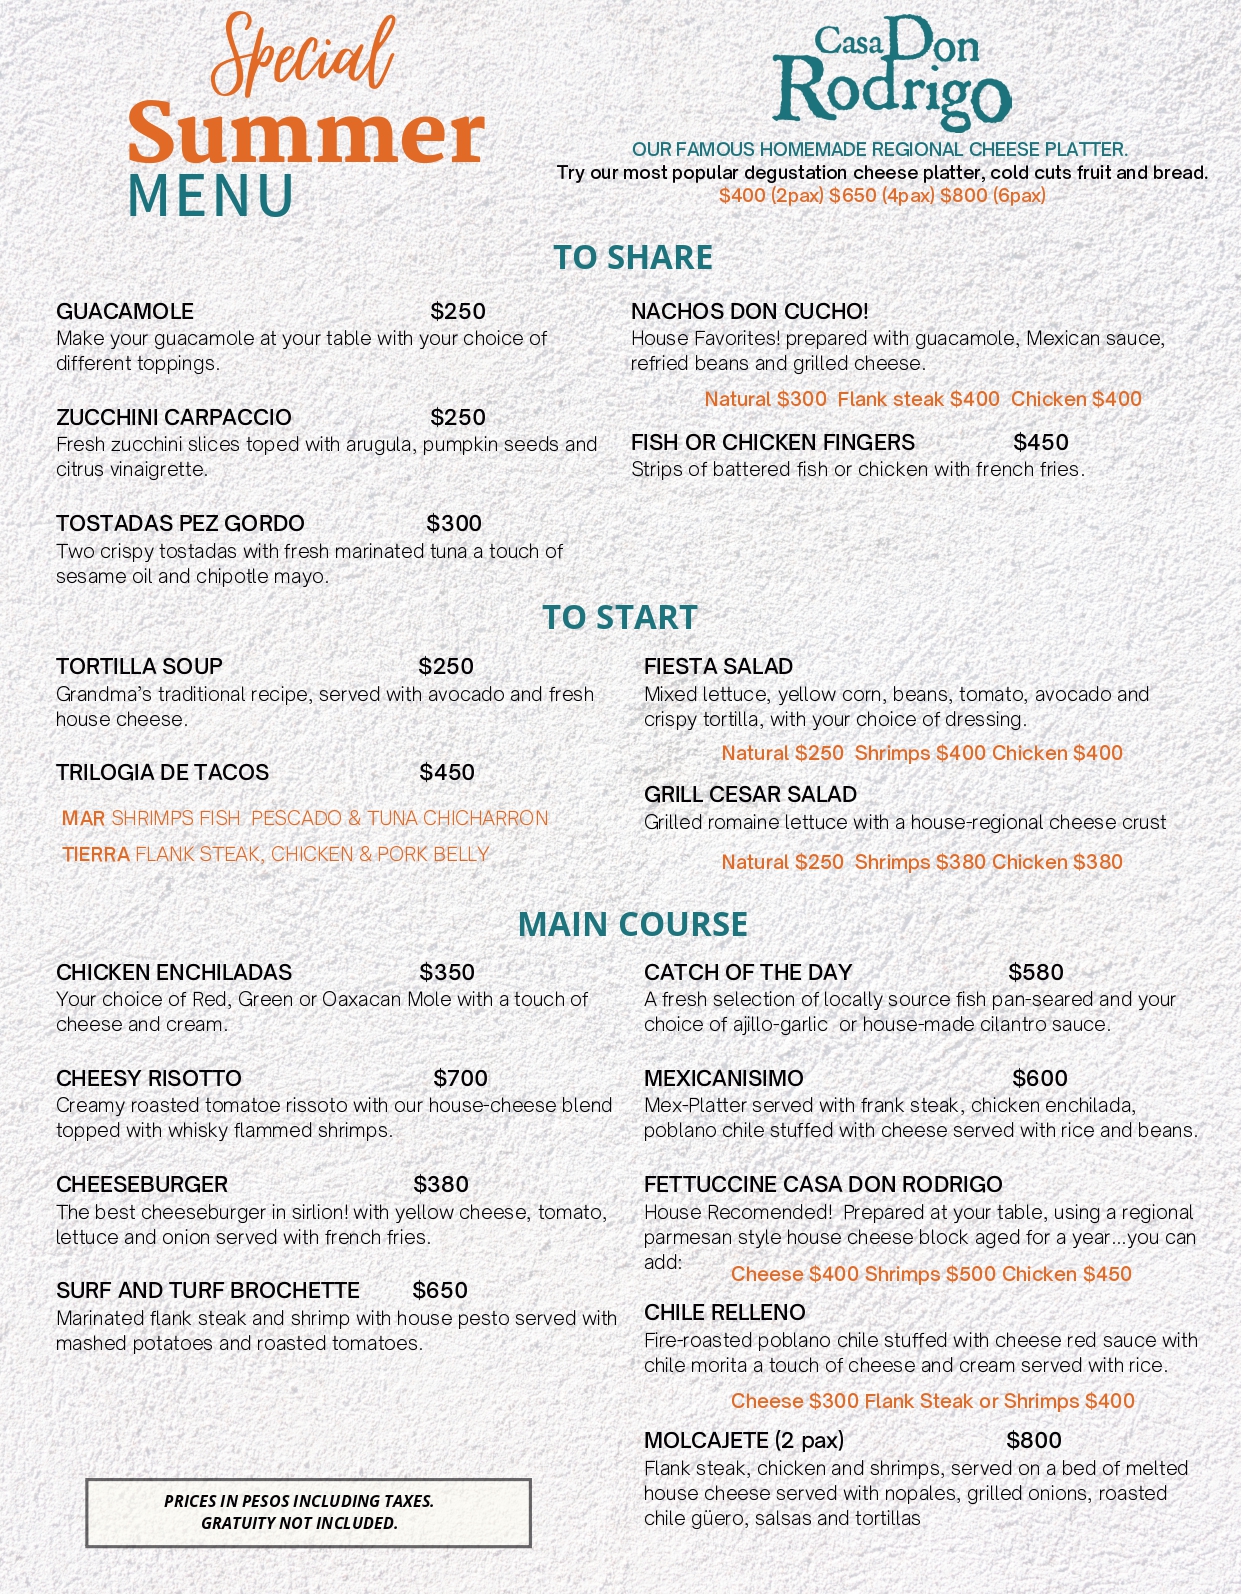 Special
Summer
MENU
Casa Don
Rodrigo
OUR FAMOUS HOMEMADE REGIONAL CHEESE PLATTER.
Try our most popular degustation cheese platter, cold cuts fruit and bread.
$400 (2pax) $650 (4pax) $800 (6pax)
TO SHARE
GUACAMOLE $250
Make your guacamole at your table with your choice of
different toppings.
ZUCCHINI CARPACCIO $250
Fresh zucchini slices toped with arugula, pumpkin seeds and
citrus vinaigrette.
TOSTADAS PEZ GORDO $300
Two crispy tostadas with fresh marinated tuna a touch of
sesame oil and chipotle mayo.
NACHOS DON CUCHO!
House Favorites! prepared with guacamole, Mexican sauce,
refried beans and grilled cheese.
Natural $300 Flank steak $400 Chicken $400
FISH OR CHICKEN FINGERS $450
Strips of battered fish or chicken with french fries.
TO START
TORTILLA SOUP $250
Grandma's traditional recipe, served with avocado and fresh
house cheese.
TRILOGIA DE TACOS $450
MAR SHRIMPS FISH PESCADO & TUNA CHICHARRON
TIERRA FLANK STEAK, CHICKEN & PORK BELLY
FIESTA SALAD
Mixed lettuce, yellow corn, beans, tomato, avocado and
crispy tortilla, with your choice of dressing.
Natural $250 Shrimps $400 Chicken $400
GRILL CESAR SALAD
Grilled romaine lettuce with a house-regional cheese crust
Natural $250 Shrimps $380 Chicken $380
MAIN COURSE
CHICKEN ENCHILADAS $350
Your choice of Red, Green or Oaxacan Mole with a touch of
cheese and cream.
CHEESY RISOTTO $700
Creamy roasted tomatoe rissoto with our house-cheese blend
topped with whisky flammed shrimps.
CHEESEBURGER $380
The best cheeseburger in sirlion! with yellow cheese, tomato,
lettuce and onion served with french fries.
SURF AND TURF BROCHETTE $650
Marinated flank steak and shrimp with house pesto served with
mashed potatoes and roasted tomatoes.
CATCH OF THE DAY $580
A fresh selection of locally source fish pan-seared and your
choice of ajillo-garlic or house-made cilantro sauce.
MEXICANISIMO $600
Mex-Platter served with frank steak, chicken enchilada,
poblano chile stuffed with cheese served with rice and beans.
FETTUCCINE CASA DON RODRIGO
House Recomended! Prepared at your table, using a regional
parmesan style house cheese block aged for a year...you can
add:
Cheese $400 Shrimps $500 Chicken $450
CHILE RELLENO
Fire-roasted poblano chile stuffed with cheese red sauce with
chile morita a touch of cheese and cream served with rice.
Cheese $300 Flank Steak or Shrimps $400
MOLCAJETE (2 pax) $800
Flank steak, chicken and shrimps, served on a bed of melted
house cheese served with nopales, grilled onions, roasted
chile güero, salsas and tortillas
PRICES IN PESOS INCLUDING TAXES.
GRATUITY NOT INCLUDED.